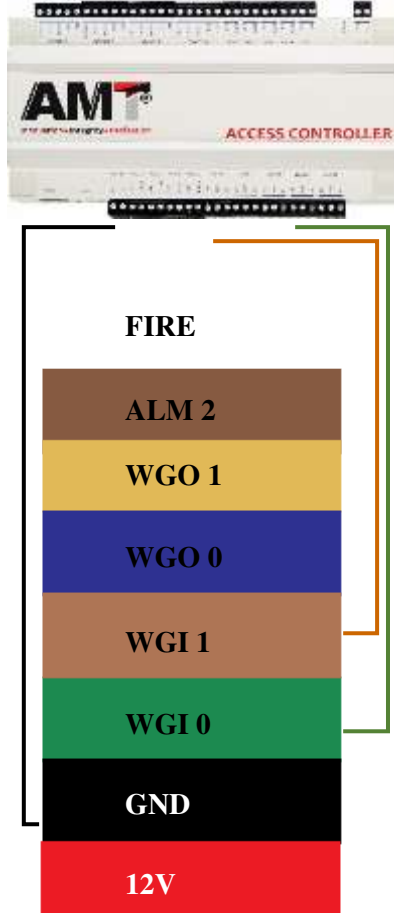 AMT
ACCESS CONTROLLER
FIRE
ALM 2
WGO 1
WGO 0
WGI 1
WGI 0
GND
12V